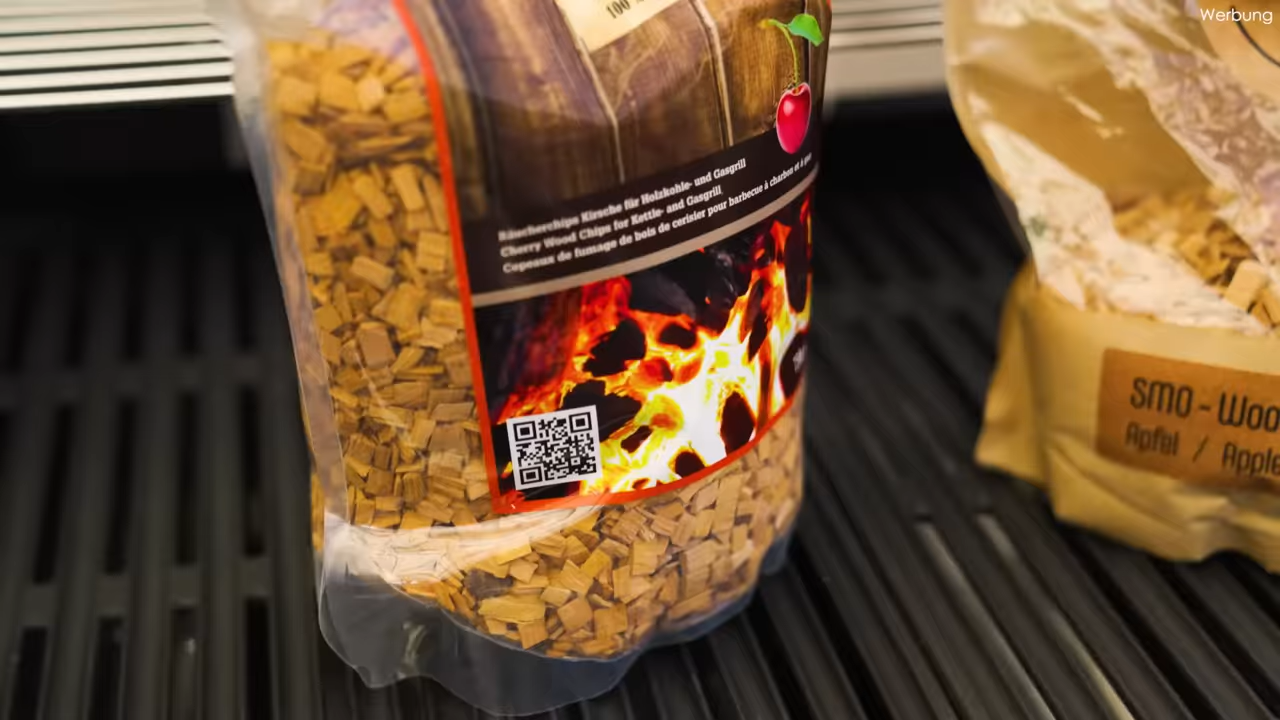 Werbung
100
Räucherchips Kirsche für Holzkohle- und Gasgrill
Cherry Wood Chips for Kettle- and Gasgrill
Copeaux de fumage de bois de cerisier pour barbecue à charbon et à gaz
SMO - Woo
Apfel / Apple